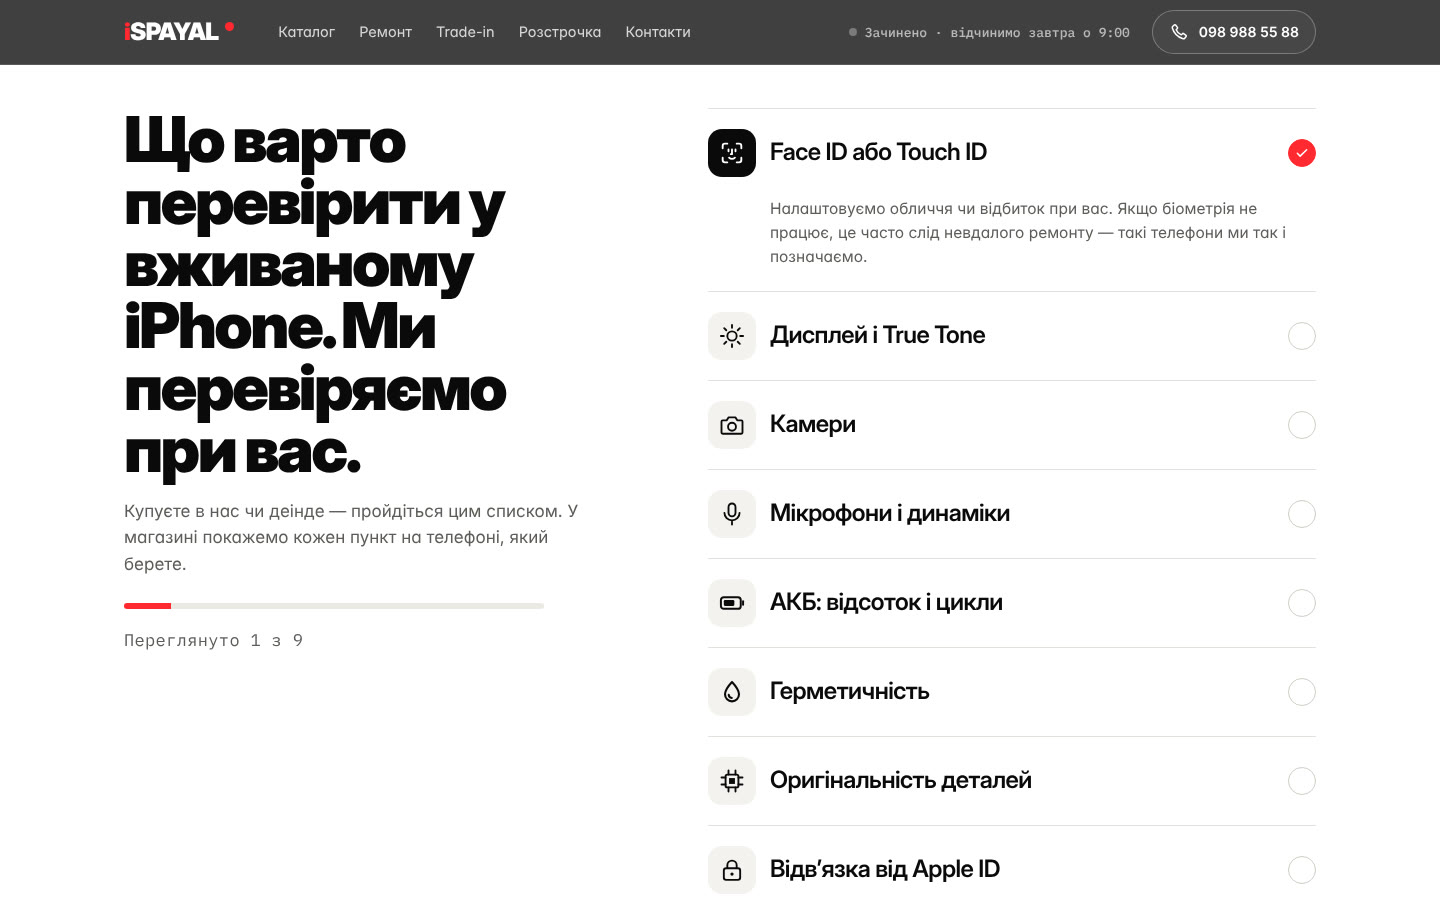 iSPAYAL
Каталог
Ремонт
Trade-in
Розстрочка
Контакти
Зачинено · відчинимо завтра о 9:00
098 988 55 88
Що варто
перевірити у
вживаному
iPhone. Ми
перевіряємо
при вас.
Купуєте в нас чи деінде — пройдіться цим списком. У
магазині покажемо кожен пункт на телефоні, який
берете.
Переглянуто 1 з 9
Face ID або Touch ID
Налаштовуємо обличчя чи відбиток при вас. Якщо біометрія не
працює, це часто слід невдалого ремонту — такі телефони ми так і
позначаємо.
Дисплей і True Tone
Камери
Мікрофони і динаміки
АКБ: відсоток і цикли
Герметичність
Оригінальність деталей
Відв’язка від Apple ID